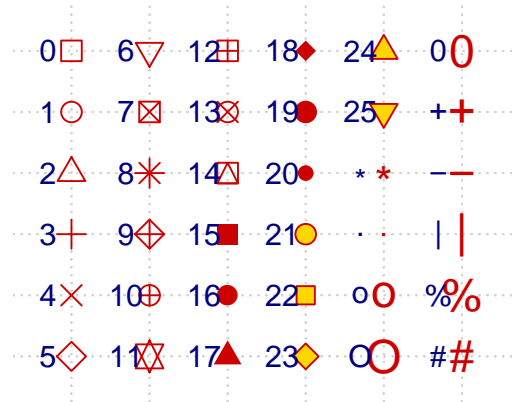 0 6 12 18 24 0 0
1 7 13 19 25 + +
2 8 14 20 * * − −
3 9 15 21 . . | |
4 10 16 22 o o % %
5 11 17 23 O O # #